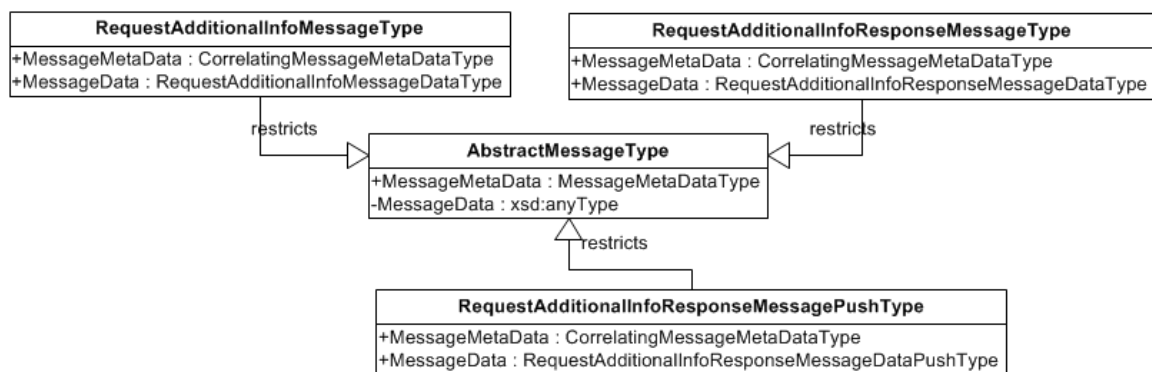 RequestAdditionalInfoMessageType
+MessageMetaData : CorrelatingMessageMetaDataType
+MessageData : RequestAdditionalInfoMessageDataType
RequestAdditionalInfoResponseMessageType
+MessageMetaData : CorrelatingMessageMetaDataType
+MessageData : RequestAdditionalInfoResponseMessageDataType
restricts
restricts
AbstractMessageType
+MessageMetaData : MessageMetaDataType
-MessageData : xsd:anyType
restricts
RequestAdditionalInfoResponseMessagePushType
+MessageMetaData : CorrelatingMessageMetaDataType
+MessageData : RequestAdditionalInfoResponseMessageDataPushType